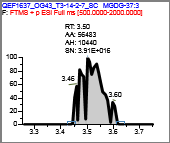 QEF1637_OG43_T3-14-2-7_SC MGDG-37:3
F: FTMS + p ESI Full ms [500.0000-2000.0000]
RT: 3.50
AA: 56483
AH: 10440
SN: 3.91E+016
100
80
60
40
20
0
3.46
3.60
3.3 3.4 3.5 3.6 3.7